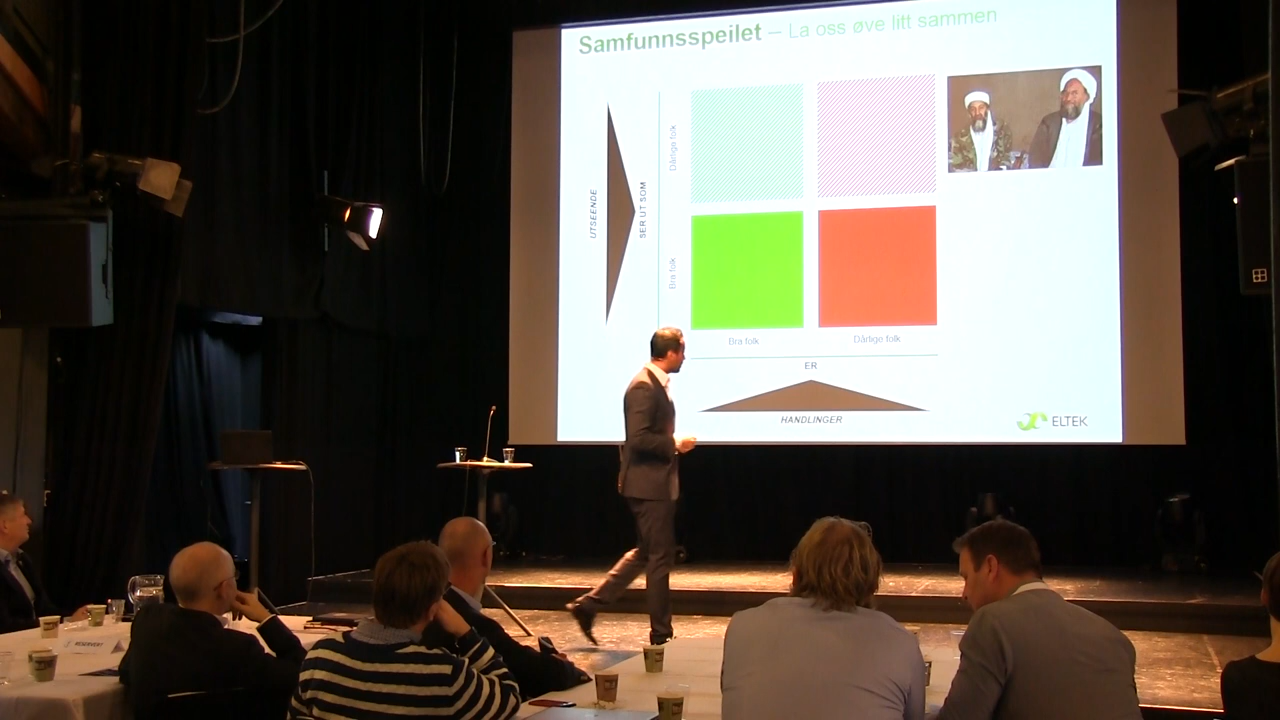 Samfunnsspeilet – La oss øve litt sammen
UTSEENDE
SER UT SOM
Dårlige folk
Bra folk
Bra folk
Dårlige folk
ER
HANDLINGER
ELTEK
RESERVERT